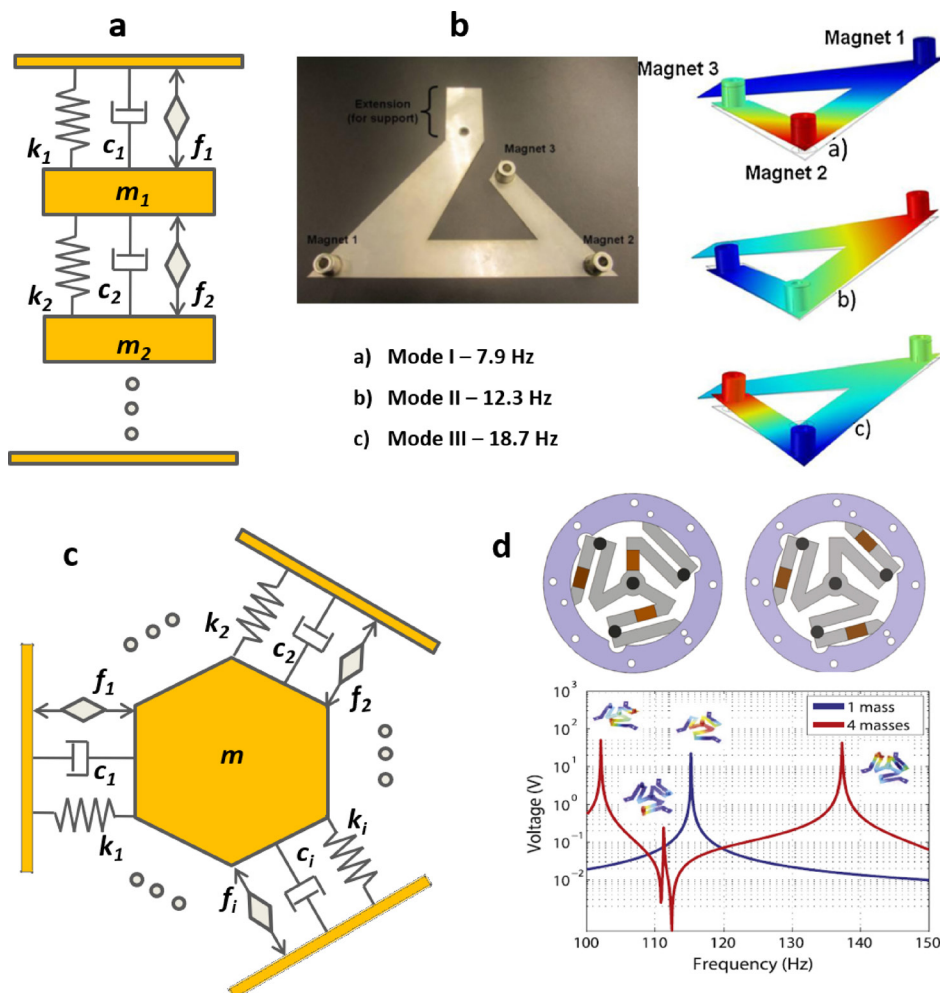 a
k1
c1
f1
m1
k2
c2
f2
m2
b
Extension
(for support)
Magnet 3
Magnet 1
Magnet 2
a) Mode I – 7.9 Hz
b) Mode II – 12.3 Hz
c) Mode III – 18.7 Hz
Magnet 1
Magnet 3
Magnet 2
a)
b)
c)
c
k2
c2
f2
f1
c1
k1
m
ki
ci
fi
d
1 mass
4 masses
Voltage (V)
10^3
10^2
10^1
10^0
10^-1
10^-2
100 110 120 130 140 150
Frequency (Hz)